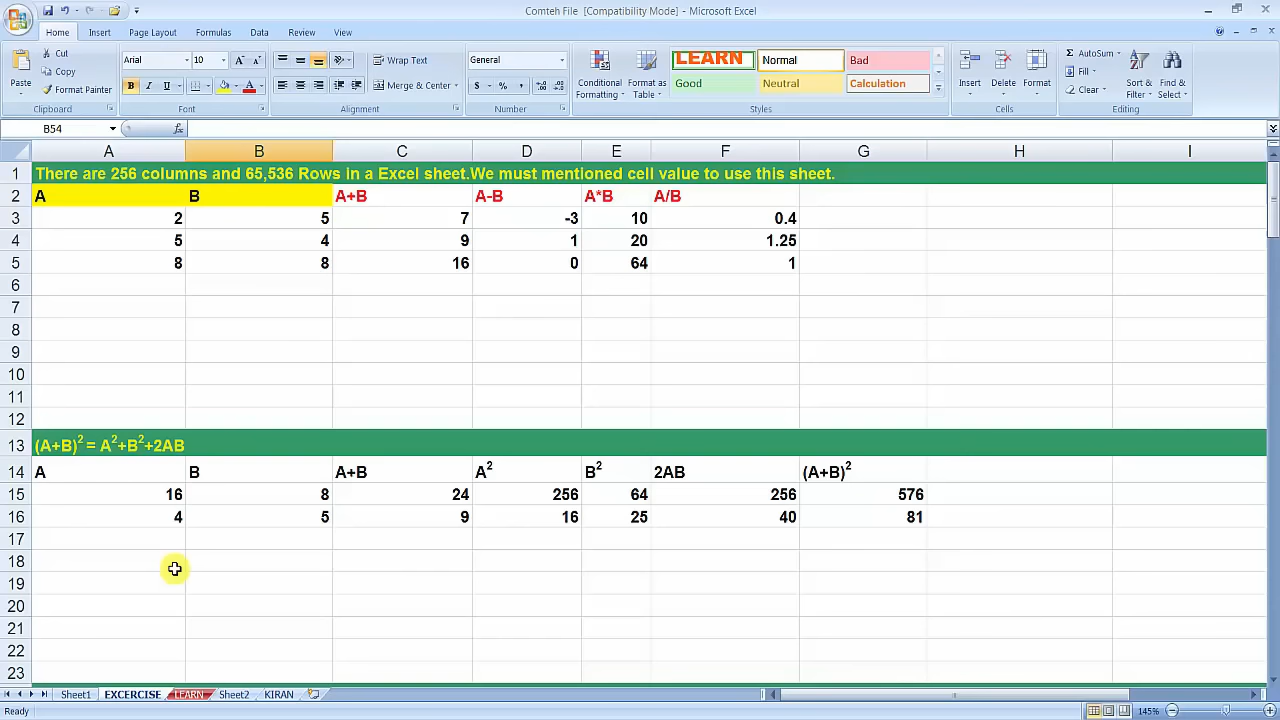 Comteh File [Compatibility Mode] - Microsoft Excel
Home Insert Page Layout Formulas Data Review View
Paste Cut Copy Format Painter Clipboard
Arial 10 B I U Font
Wrap Text Merge & Center Alignment
General $ % , Number
Conditional Formatting Format as Table LEARN Normal Bad Good Neutral Calculation Styles
Insert Delete Format Cells
AutoSum Fill Clear Sort & Filter Find & Select Editing
B54 fx
A B C D E F G H I
1 There are 256 columns and 65,536 Rows in a Excel sheet.We must mentioned cell value to use this sheet.
2 A B A+B A-B A*B A/B
3 2 5 7 -3 10 0.4
4 5 4 9 1 20 1.25
5 8 8 16 0 64 1
6
7
8
9
10
11
12
13 (A+B)² = A²+B²+2AB
14 A B A+B A² B² 2AB (A+B)²
15 16 8 24 256 64 256 576
16 4 5 9 16 25 40 81
17
18
19
20
21
22
23
Sheet1 EXCERCISE LEARN Sheet2 KIRAN
Ready 145%